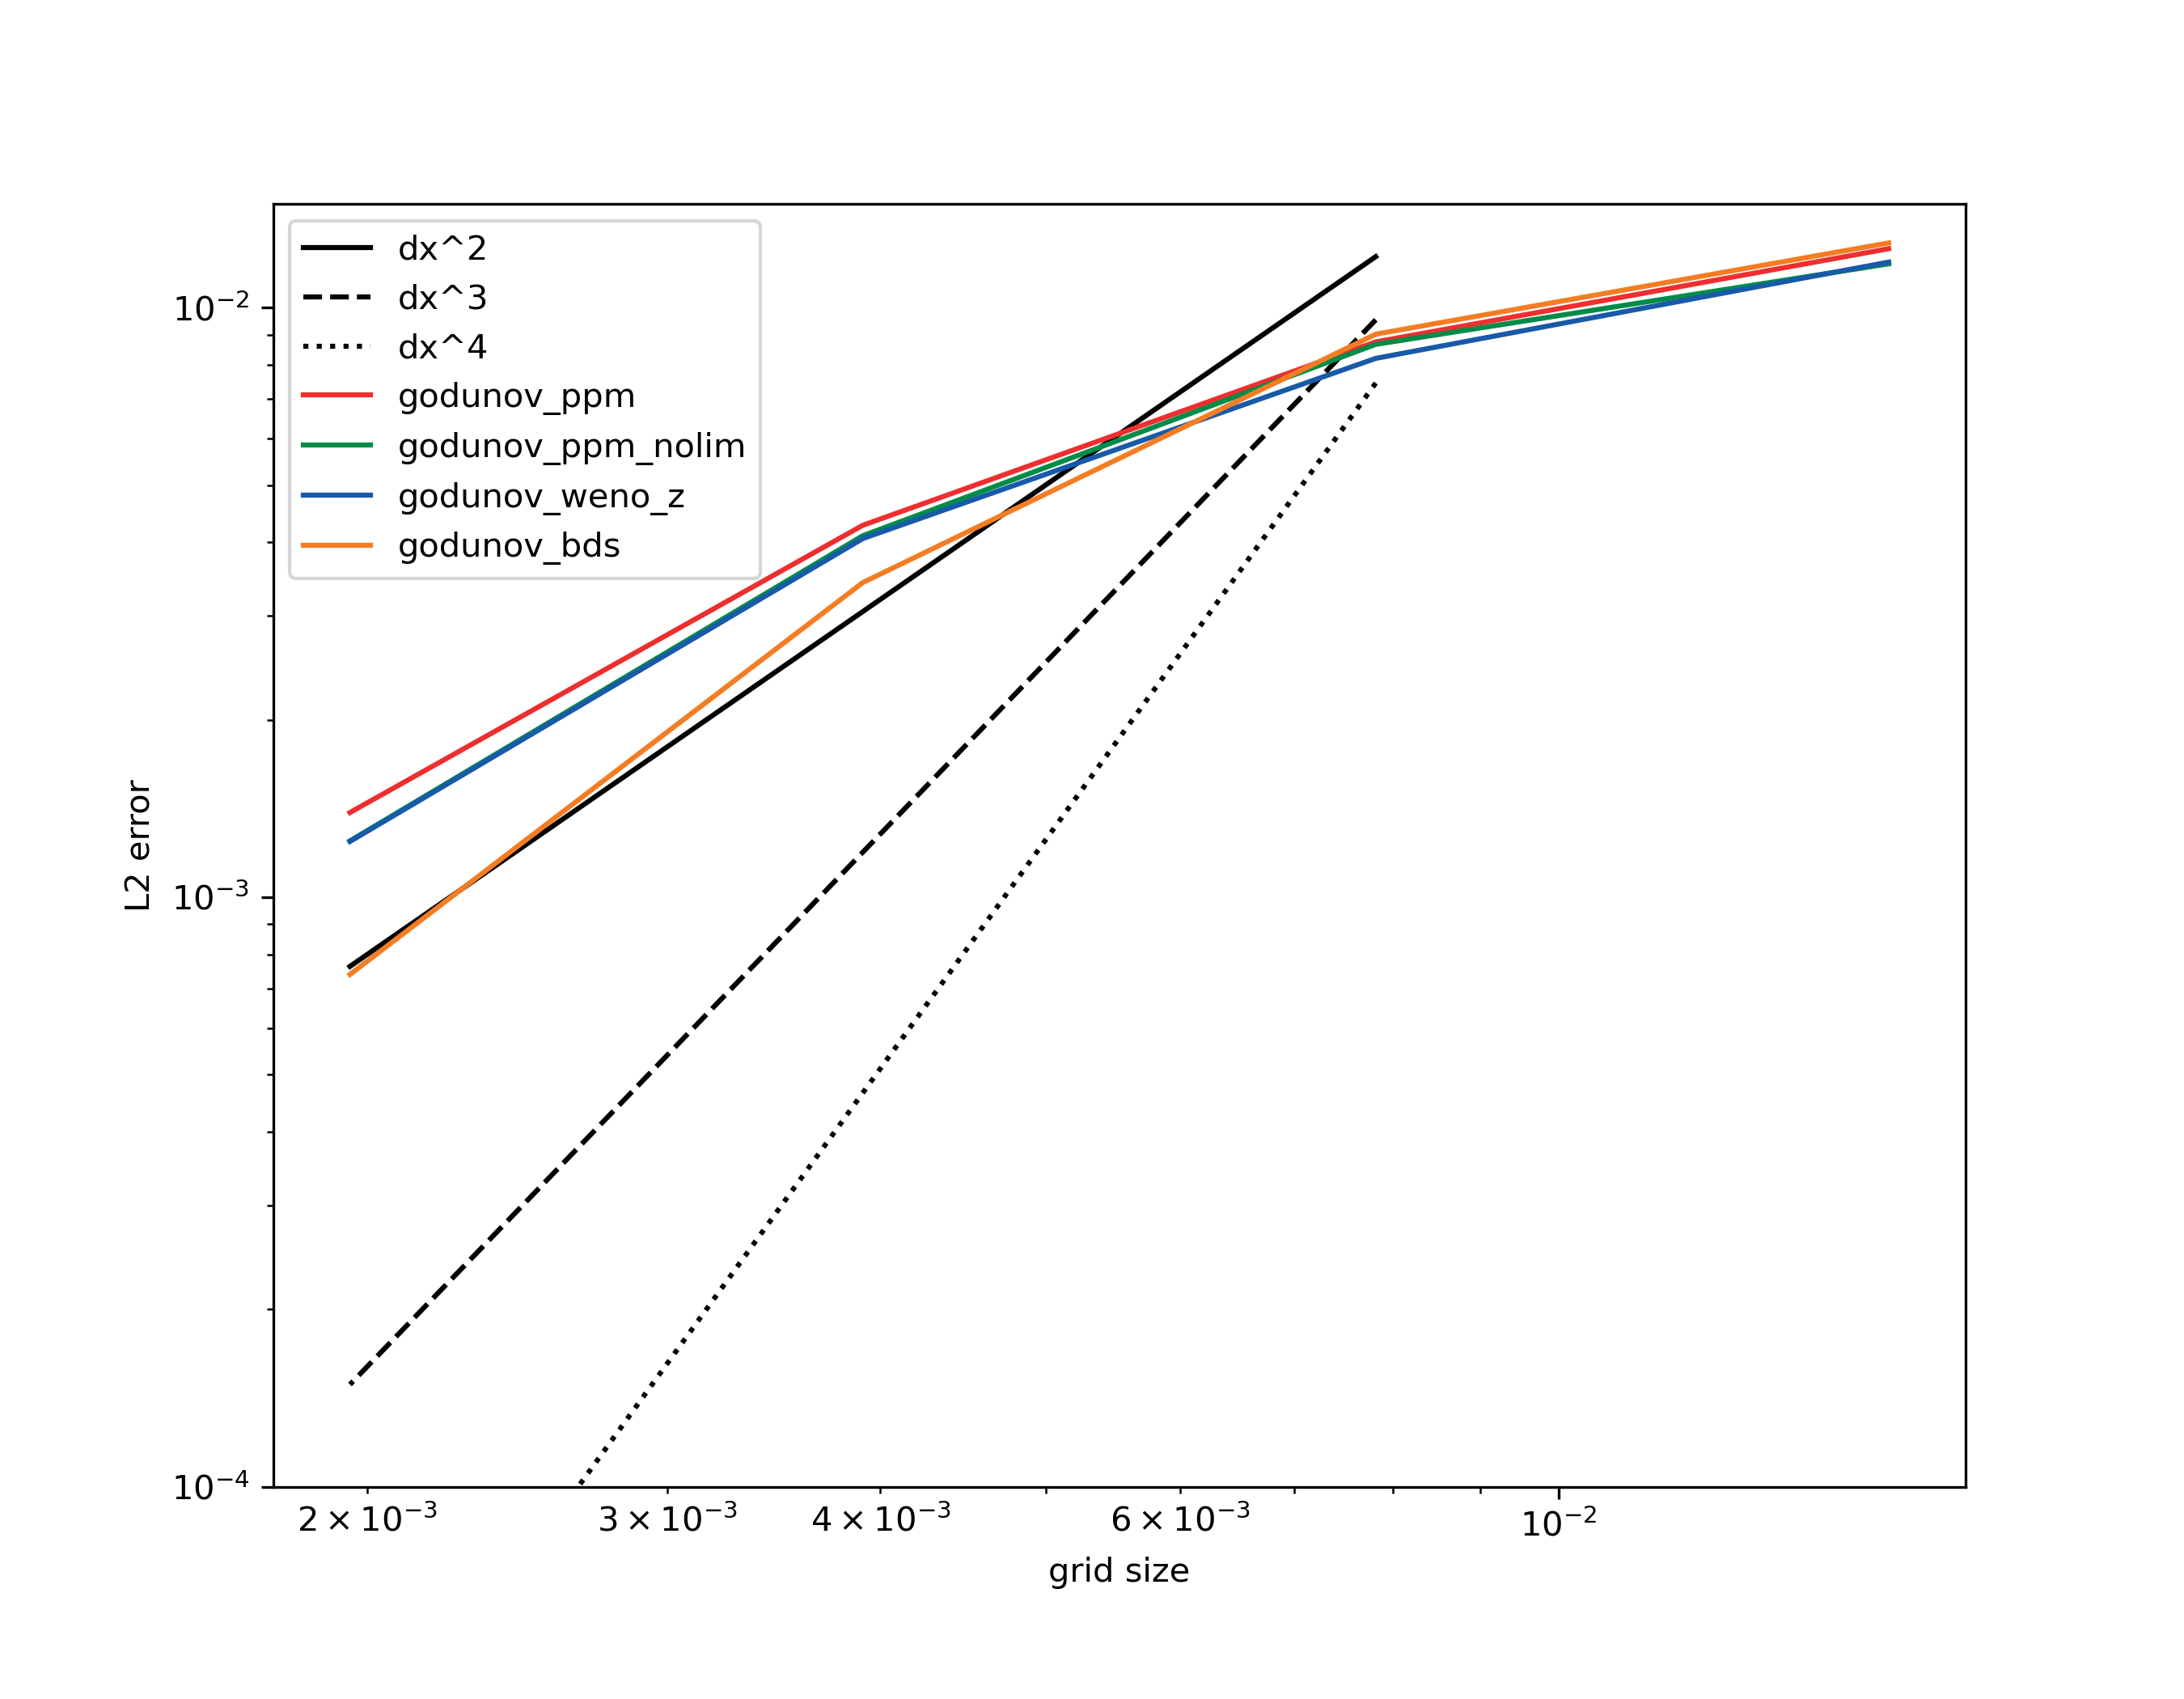 dx^2
dx^3
dx^4
godunov_ppm
godunov_ppm_nolim
godunov_weno_z
godunov_bds
10⁻²
10⁻³
10⁻⁴
L2 error
2 × 10⁻³ 3 × 10⁻³ 4 × 10⁻³ 6 × 10⁻³ 10⁻²
grid size